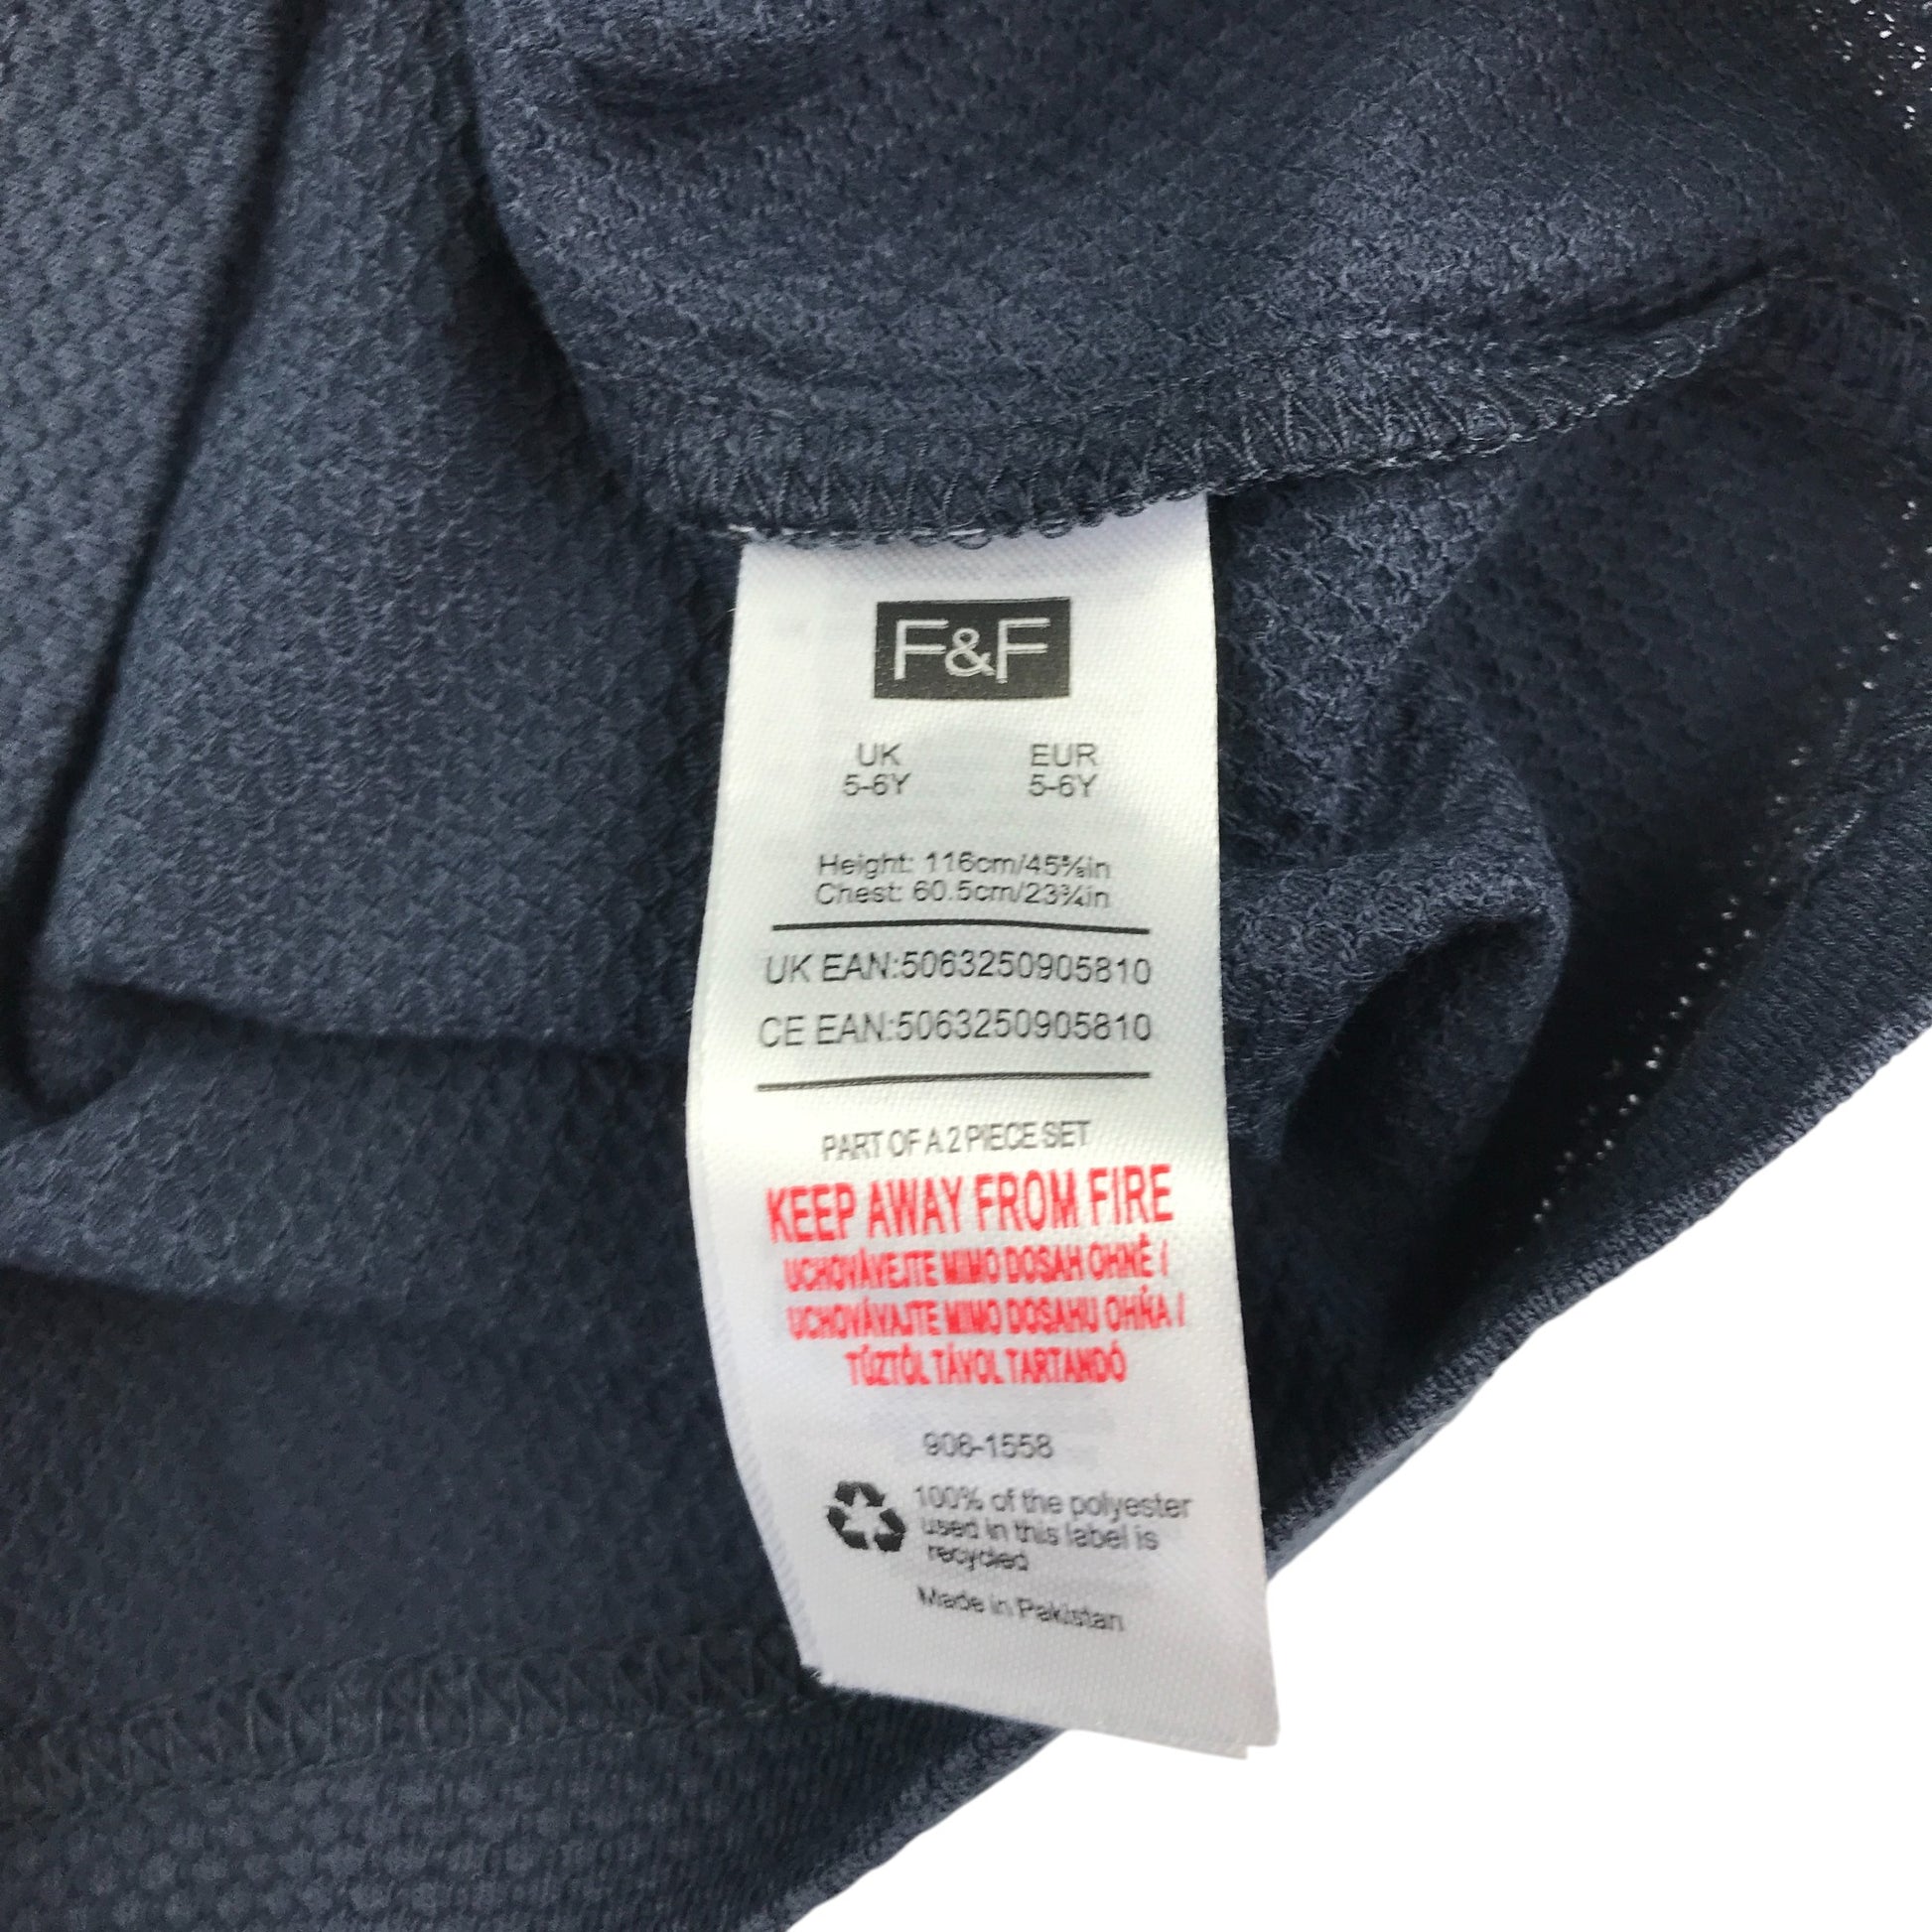 F&F
UK EUR
5-6Y 5-6Y
Height: 116cm/45⅝in
Chest: 60.5cm/23¾in
UK EAN:5063250905810
CE EAN:5063250905810
PART OF A 2 PIECE SET
KEEP AWAY FROM FIRE
UCHOVÁVEJTE MIMO DOSAH OHNĚ /
UCHOVÁVAJTE MIMO DOSAHU OHŇA /
TŰZTŐL TÁVOL TARTANDÓ
906-1558
100% of the polyester
used in this label is
recycled
Made in Pakistan